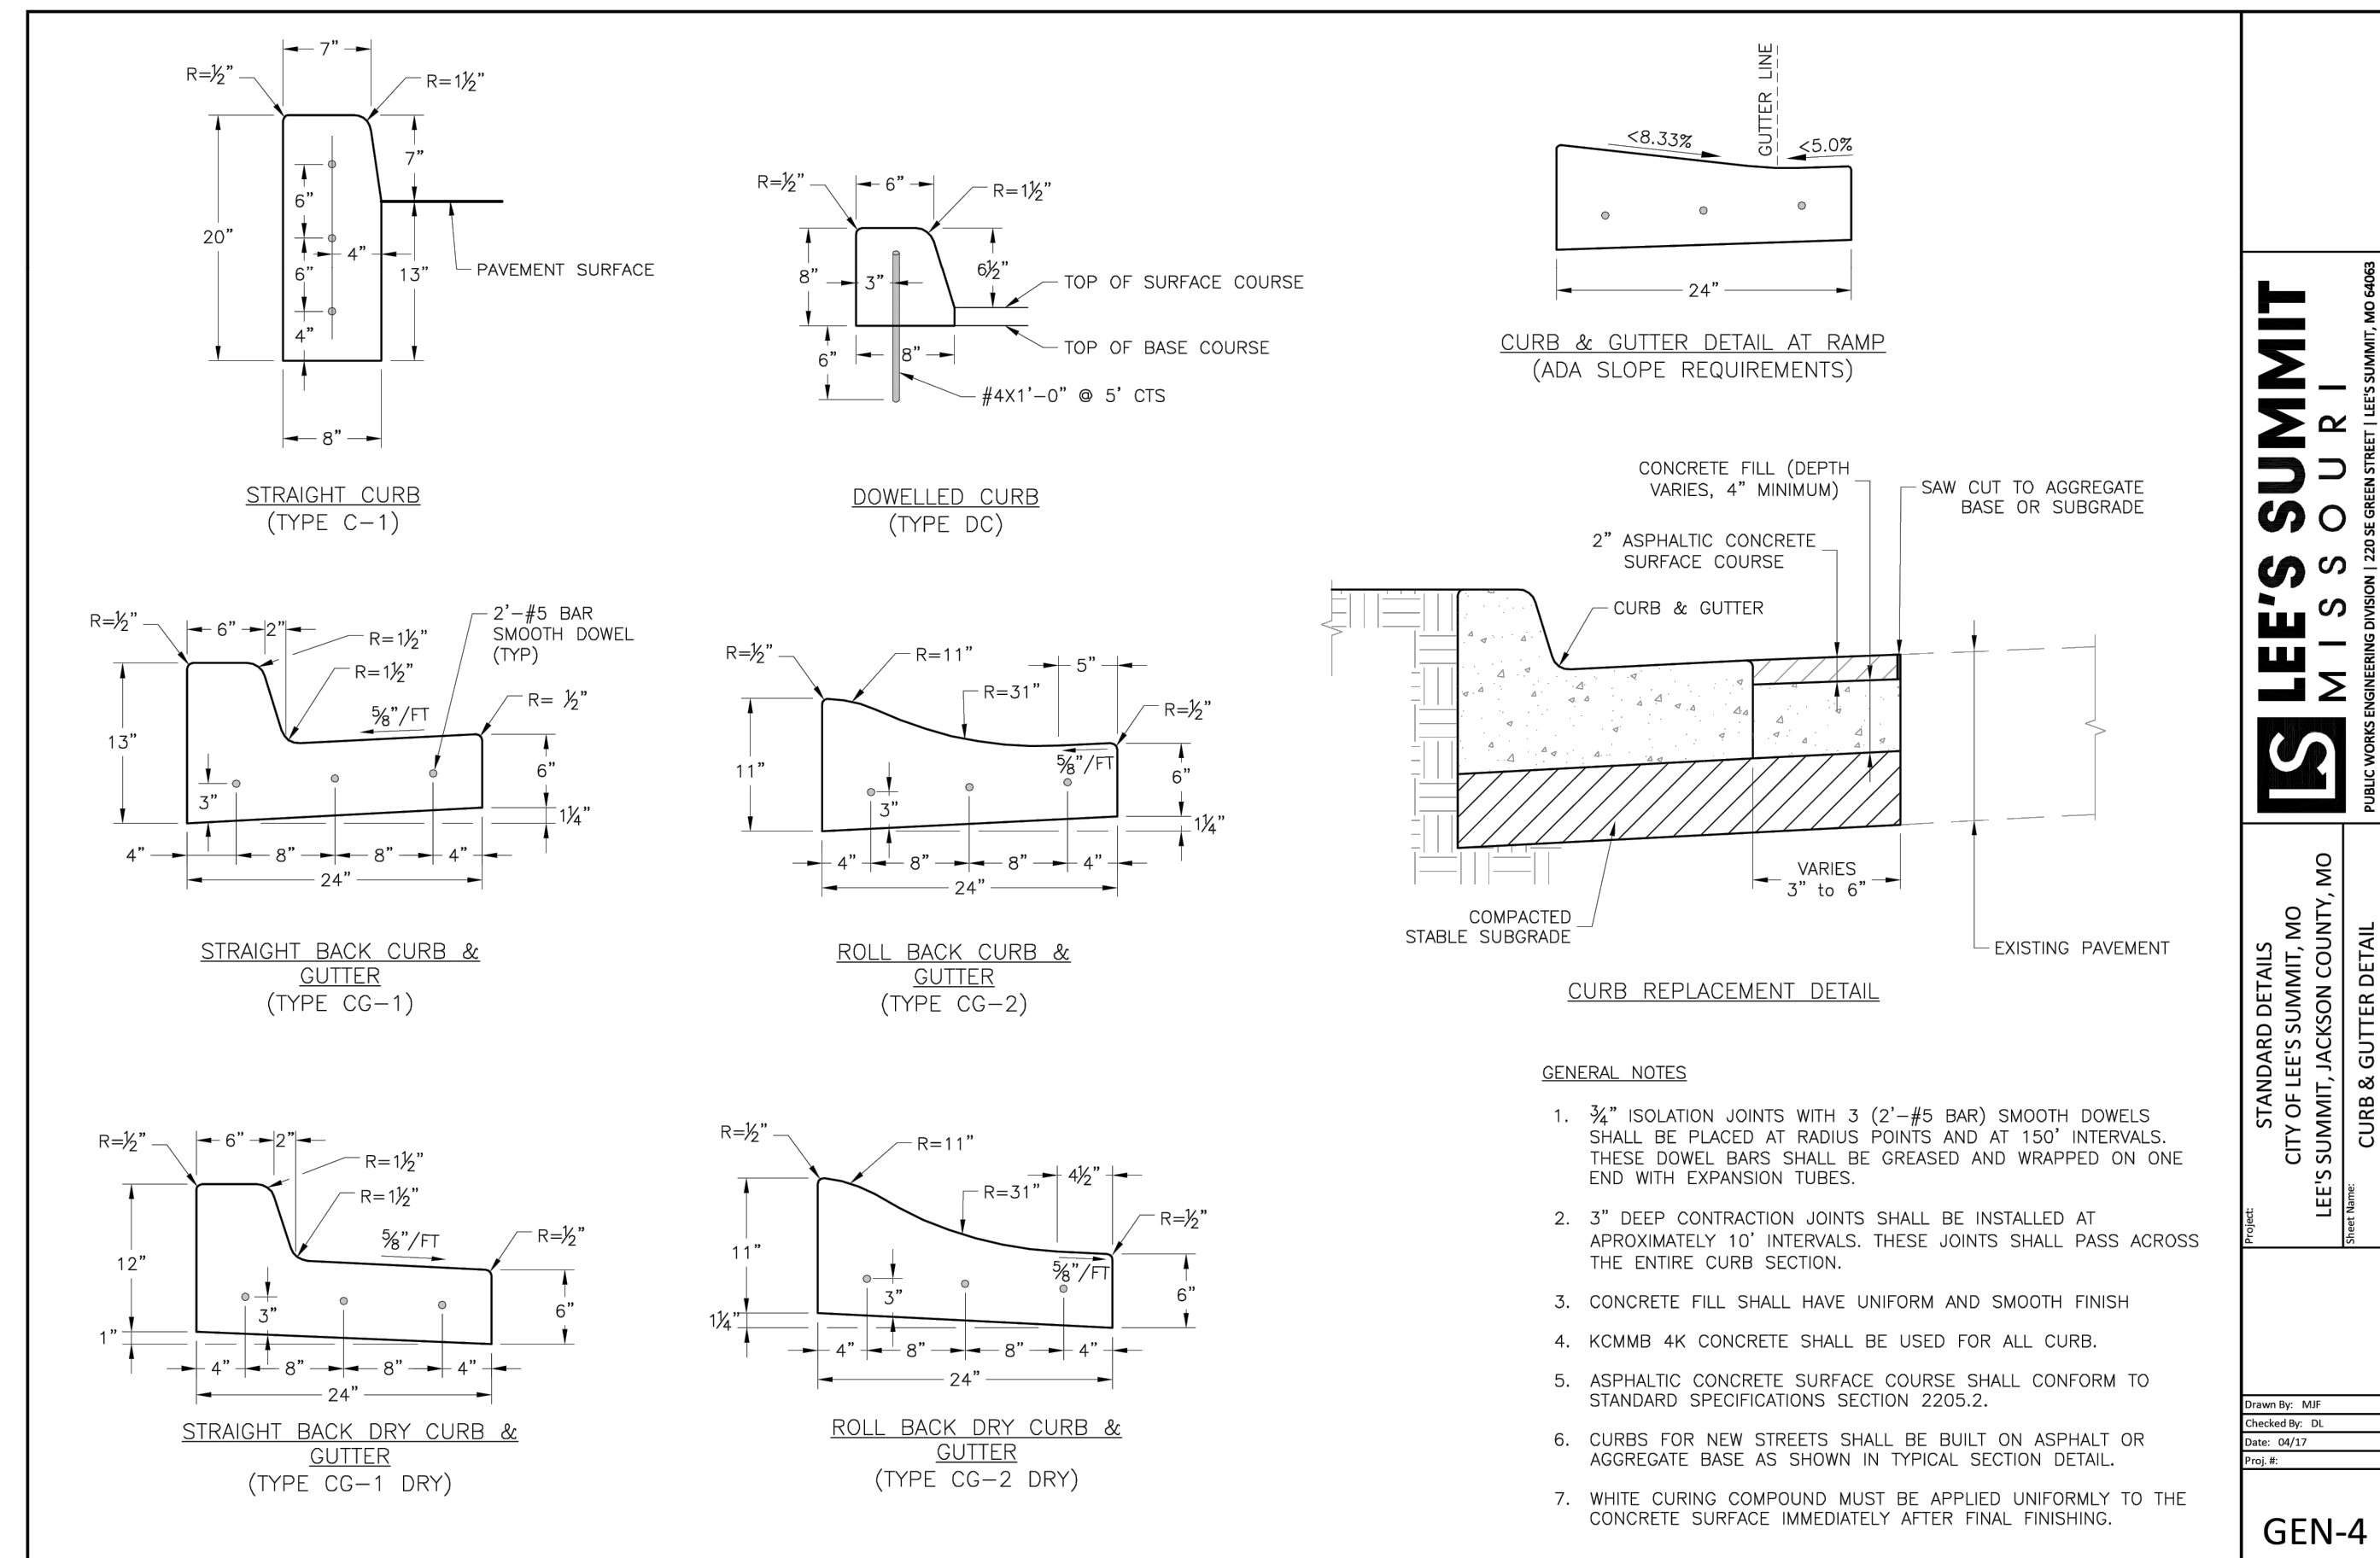 7”
R=½”
R=1½”
7”
6”
20”
4”
6”
13”
PAVEMENT SURFACE
4”
8”
STRAIGHT CURB
(TYPE C-1)
R=½”
6”
R=1½”
8”
3”
6½”
TOP OF SURFACE COURSE
TOP OF BASE COURSE
6”
8”
#4X1’-0” @ 5’ CTS
DOWELLED CURB
(TYPE DC)
GUTTER LINE
<8.33%
<5.0%
24”
CURB & GUTTER DETAIL AT RAMP
(ADA SLOPE REQUIREMENTS)
R=½”
6”
2”
R=1½”
R=1½”
2’-#5 BAR
SMOOTH DOWEL
(TYP)
R= ½”
⅝”/FT
13”
3”
6”
1¼”
4”
8”
8”
4”
24”
STRAIGHT BACK CURB &
GUTTER
(TYPE CG-1)
R=½”
R=11”
5”
R=31”
R=½”
11”
⅝”/FT
6”
3”
1¼”
4”
8”
8”
4”
24”
ROLL BACK CURB &
GUTTER
(TYPE CG-2)
CONCRETE FILL (DEPTH
VARIES, 4” MINIMUM)
SAW CUT TO AGGREGATE
BASE OR SUBGRADE
2” ASPHALTIC CONCRETE
SURFACE COURSE
CURB & GUTTER
VARIES
3” to 6”
COMPACTED
STABLE SUBGRADE
EXISTING PAVEMENT
CURB REPLACEMENT DETAIL
R=½”
6”
2”
R=1½”
R=1½”
⅝”/FT
R=½”
12”
3”
6”
1”
4”
8”
8”
4”
24”
STRAIGHT BACK DRY CURB &
GUTTER
(TYPE CG-1 DRY)
R=½”
R=11”
4½”
R=31”
R=½”
11”
⅝”/FT
3”
6”
1¼”
4”
8”
8”
4”
24”
ROLL BACK DRY CURB &
GUTTER
(TYPE CG-2 DRY)
GENERAL NOTES
1. ¾” ISOLATION JOINTS WITH 3 (2’-#5 BAR) SMOOTH DOWELS
SHALL BE PLACED AT RADIUS POINTS AND AT 150’ INTERVALS.
THESE DOWEL BARS SHALL BE GREASED AND WRAPPED ON ONE
END WITH EXPANSION TUBES.
2. 3” DEEP CONTRACTION JOINTS SHALL BE INSTALLED AT
APROXIMATELY 10’ INTERVALS. THESE JOINTS SHALL PASS ACROSS
THE ENTIRE CURB SECTION.
3. CONCRETE FILL SHALL HAVE UNIFORM AND SMOOTH FINISH
4. KCMMB 4K CONCRETE SHALL BE USED FOR ALL CURB.
5. ASPHALTIC CONCRETE SURFACE COURSE SHALL CONFORM TO
STANDARD SPECIFICATIONS SECTION 2205.2.
6. CURBS FOR NEW STREETS SHALL BE BUILT ON ASPHALT OR
AGGREGATE BASE AS SHOWN IN TYPICAL SECTION DETAIL.
7. WHITE CURING COMPOUND MUST BE APPLIED UNIFORMLY TO THE
CONCRETE SURFACE IMMEDIATELY AFTER FINAL FINISHING.
LS
LEE'S SUMMIT
MISSOURI
PUBLIC WORKS ENGINEERING DIVISION | 220 SE GREEN STREET | LEE'S SUMMIT, MO 64063
Project:
STANDARD DETAILS
CITY OF LEE'S SUMMIT, MO
LEE'S SUMMIT, JACKSON COUNTY, MO
Sheet Name:
CURB & GUTTER DETAIL
Drawn By: MJF
Checked By: DL
Date: 04/17
Proj. #:
GEN-4